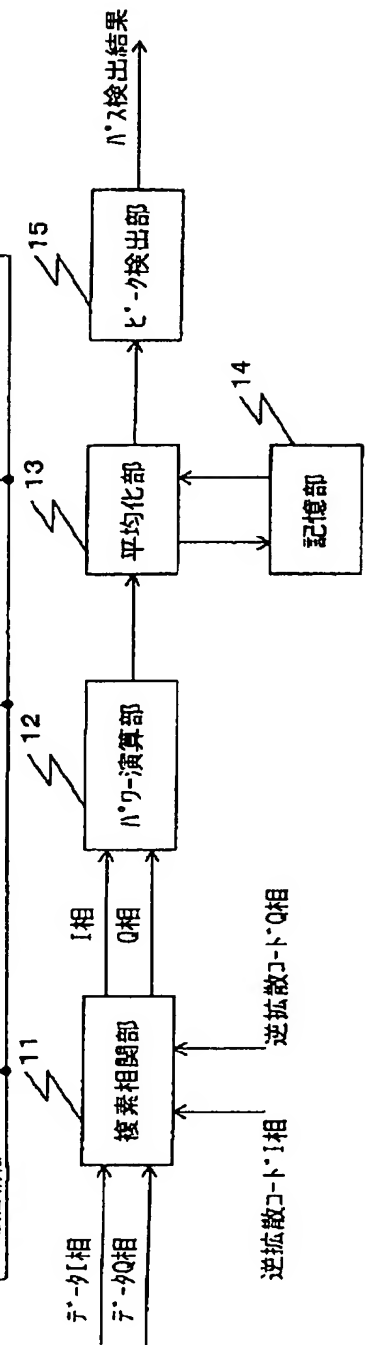 データI相
データQ相
11
複素相関部
逆拡散コードI相
逆拡散コードQ相
I相
Q相
12
パワー演算部
13
平均化部
14
記憶部
15
ピーク検出部
パス検出結果